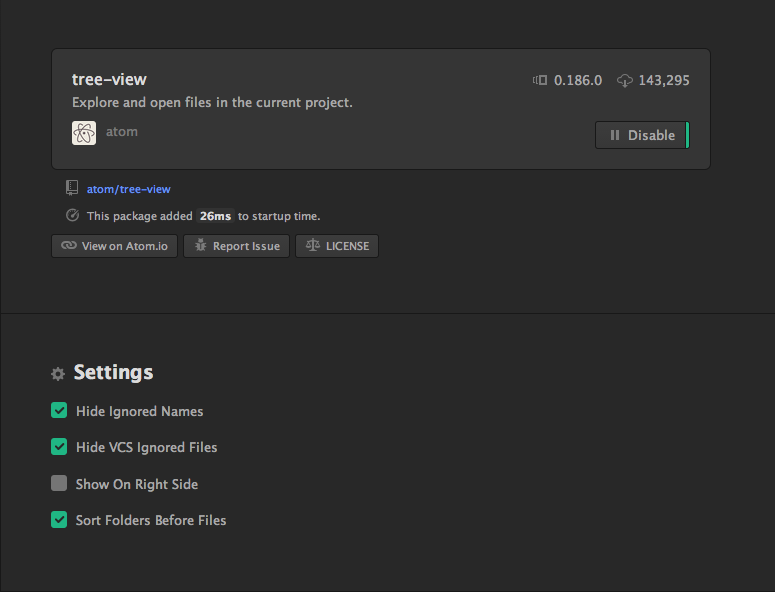 tree-view 0.186.0 143,295
Explore and open files in the current project.
atom
Disable
atom/tree-view
This package added 26ms to startup time.
View on Atom.io Report Issue LICENSE
Settings
Hide Ignored Names
Hide VCS Ignored Files
Show On Right Side
Sort Folders Before Files